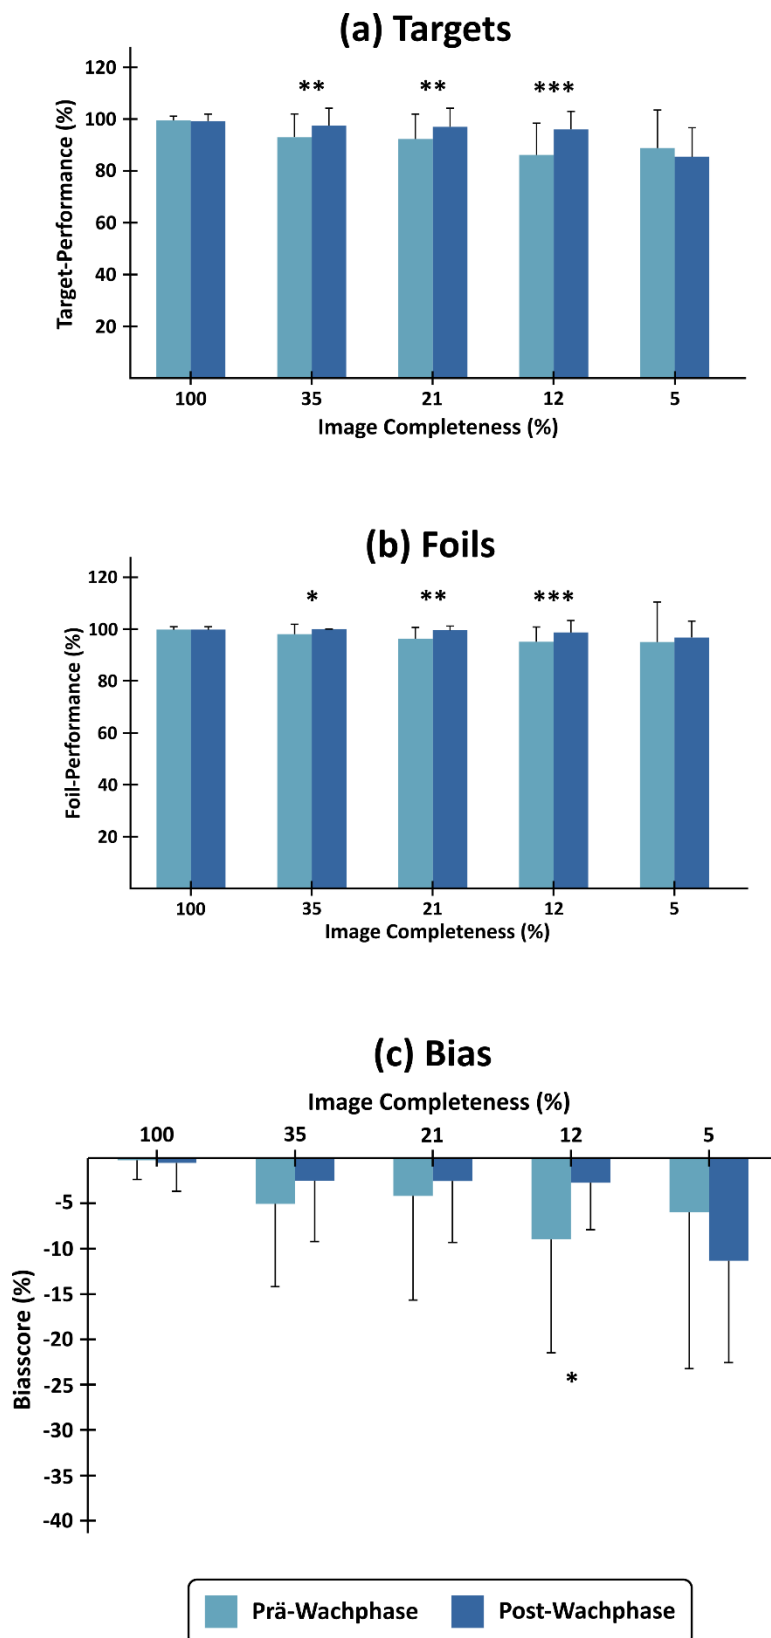 (a) Targets
120
** ** ***
100
80
60
40
20
Target-Performance (%)
100 35 21 12 5
Image Completeness (%)
(b) Foils
120
* ** ***
100
80
60
40
20
Foil-Performance (%)
100 35 21 12 5
Image Completeness (%)
(c) Bias
Image Completeness (%)
100 35 21 12 5
-5
-10
-15
-20
-25
*
-30
-35
-40
Biasscore (%)
Prä-Wachphase Post-Wachphase